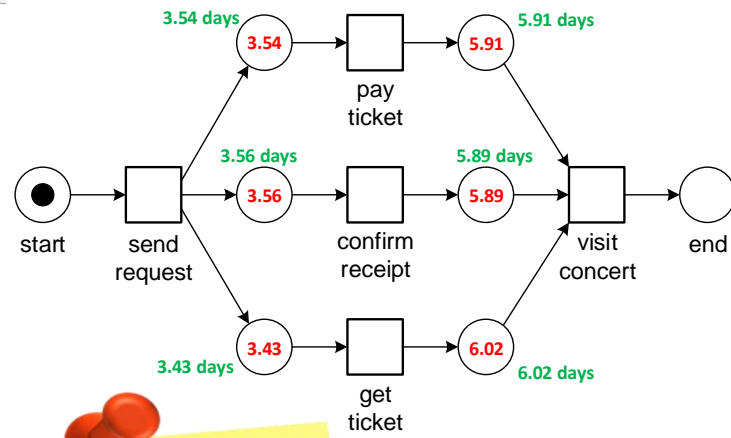 3.54 days
3.54
pay
ticket
5.91
5.91 days
start
send
request
3.56 days
3.56
confirm
receipt
5.89 days
5.89
visit
concert
end
3.43 days
3.43
get
ticket
6.02
6.02 days